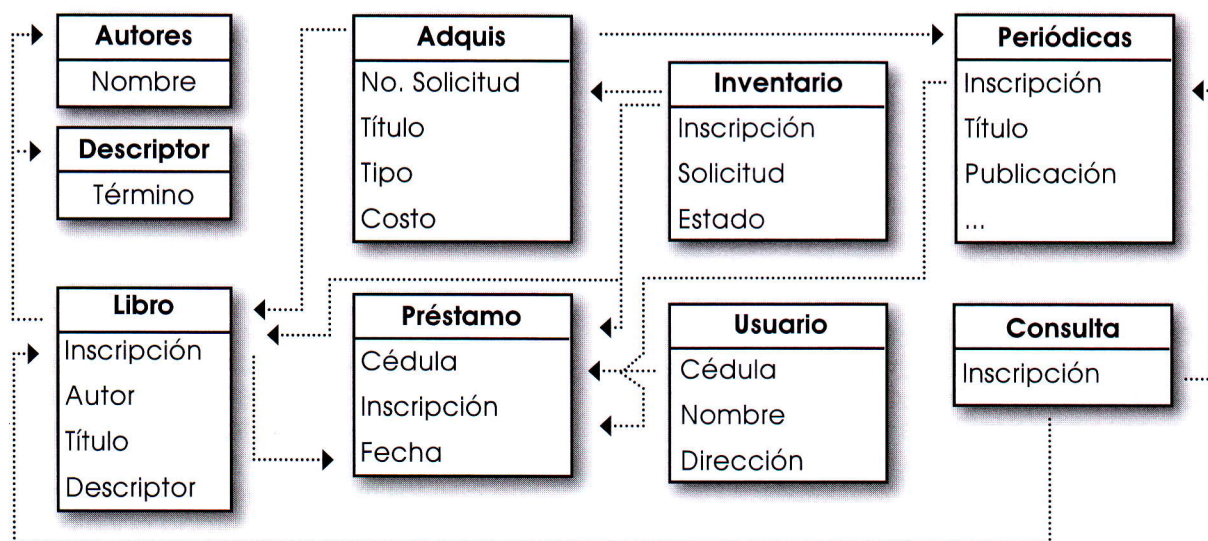 Autores
Nombre
Descriptor
Término
Adquis
No. Solicitud
Título
Tipo
Costo
Inventario
Inscripción
Solicitud
Estado
Periódicas
Inscripción
Título
Publicación
...
Libro
Inscripción
Autor
Título
Descriptor
Préstamo
Cédula
Inscripción
Fecha
Usuario
Cédula
Nombre
Dirección
Consulta
Inscripción